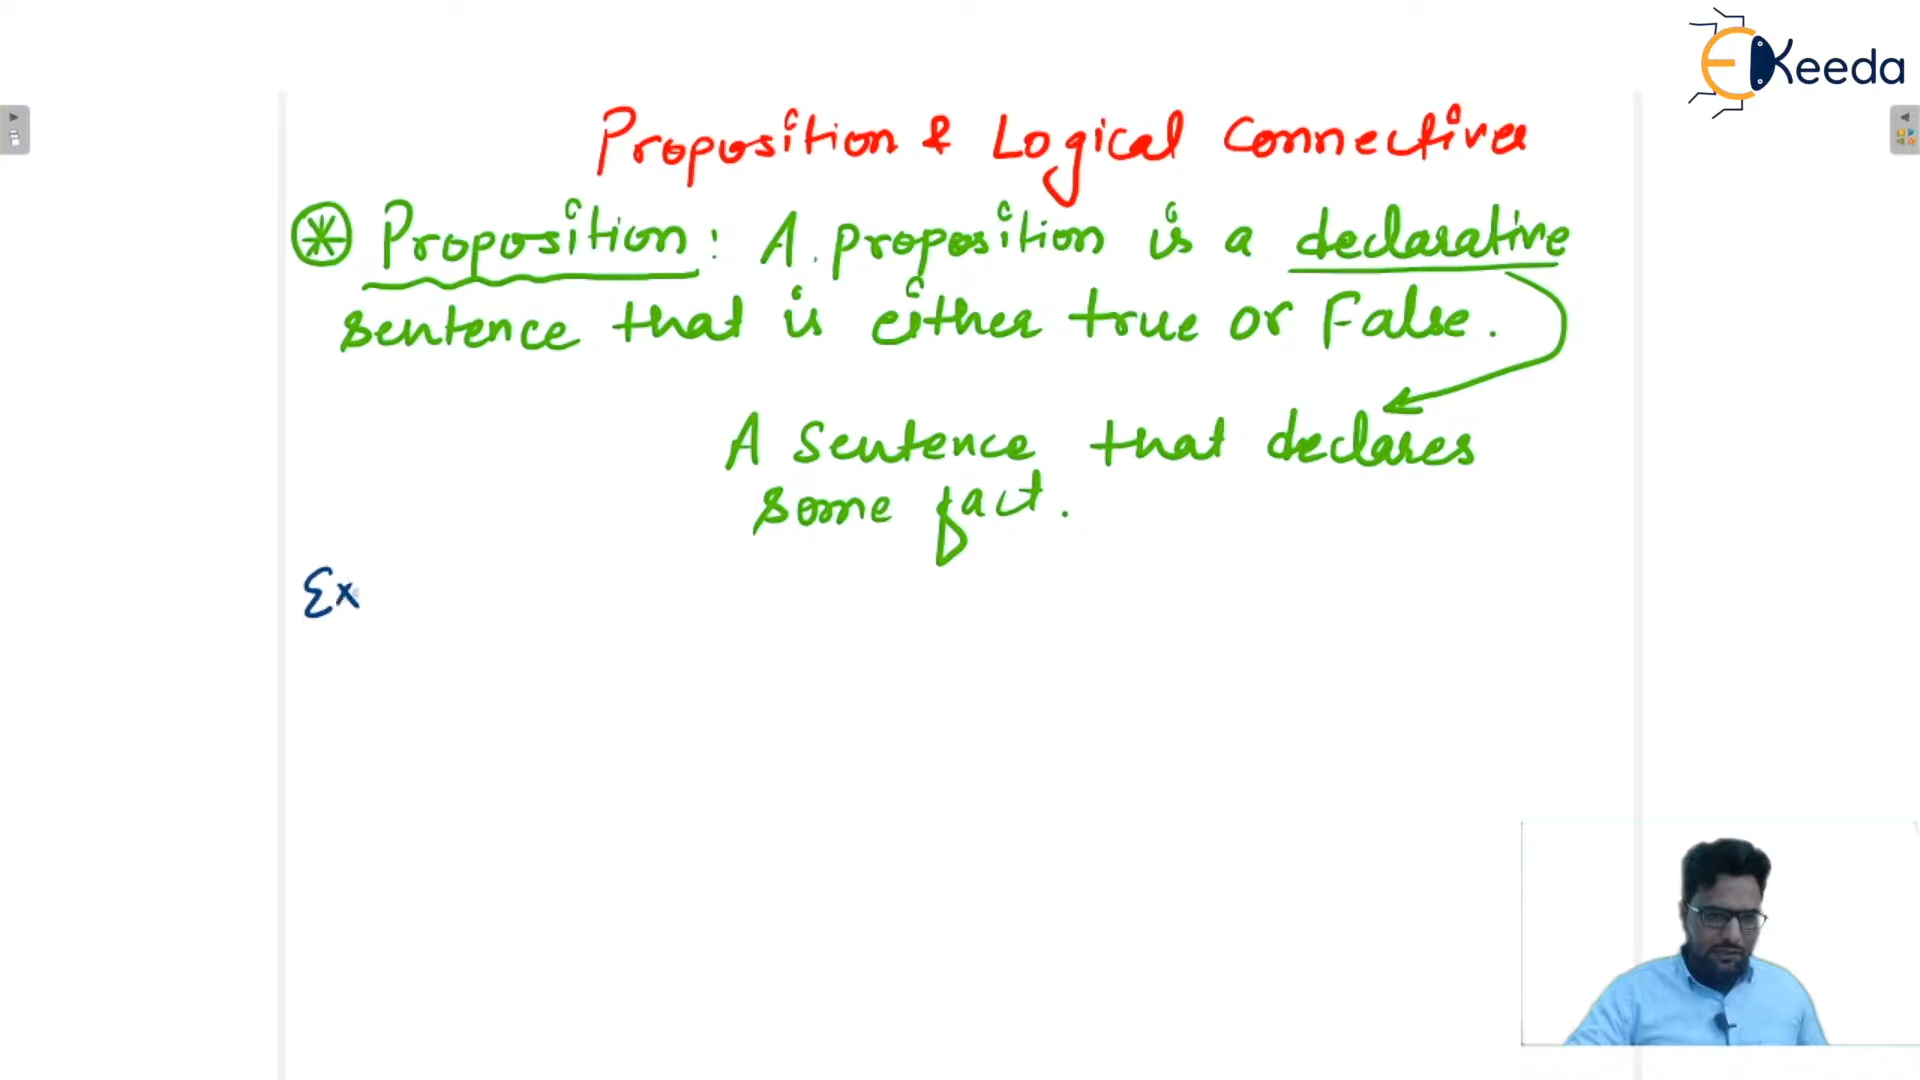 EKeeda
Proposition & Logical Connectives
Proposition: A proposition is a declarative
sentence that is either true or False.
A sentence that declares
some fact.
Ex